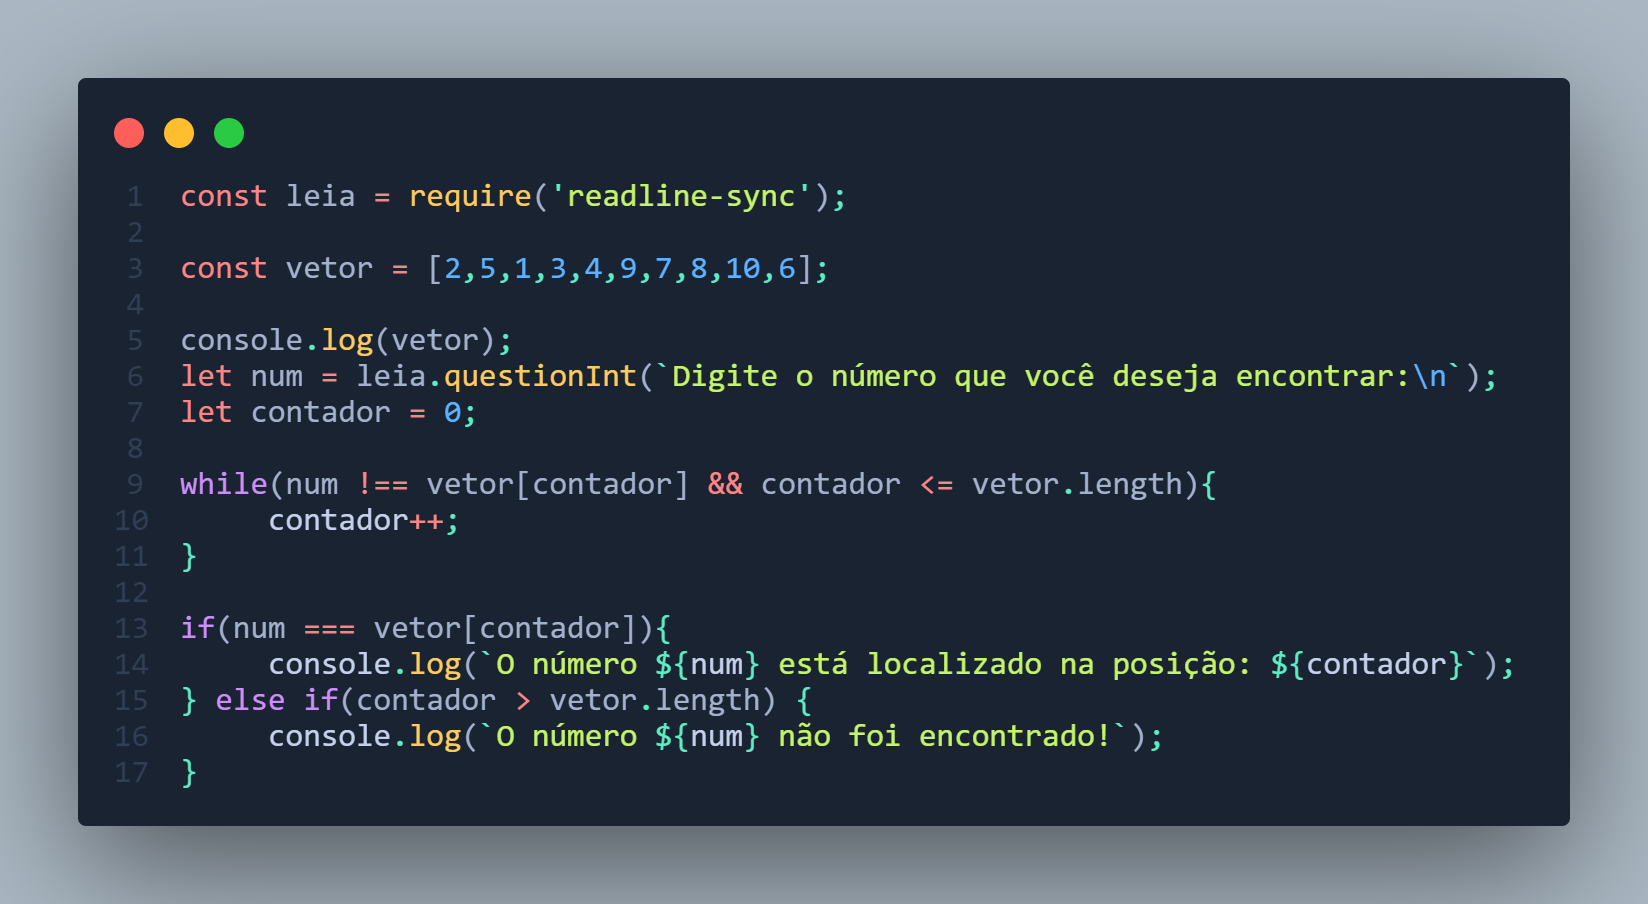 1 const leia = require('readline-sync');
2
3 const vetor = [2,5,1,3,4,9,7,8,10,6];
4
5 console.log(vetor);
6 let num = leia.questionInt(`Digite o número que você deseja encontrar:\n`);
7 let contador = 0;
8
9 while(num !== vetor[contador] && contador <= vetor.length){
10 contador++;
11 }
12
13 if(num === vetor[contador]){
14 console.log(`O número ${num} está localizado na posição: ${contador}`);
15 } else if(contador > vetor.length) {
16 console.log(`O número ${num} não foi encontrado!`);
17 }